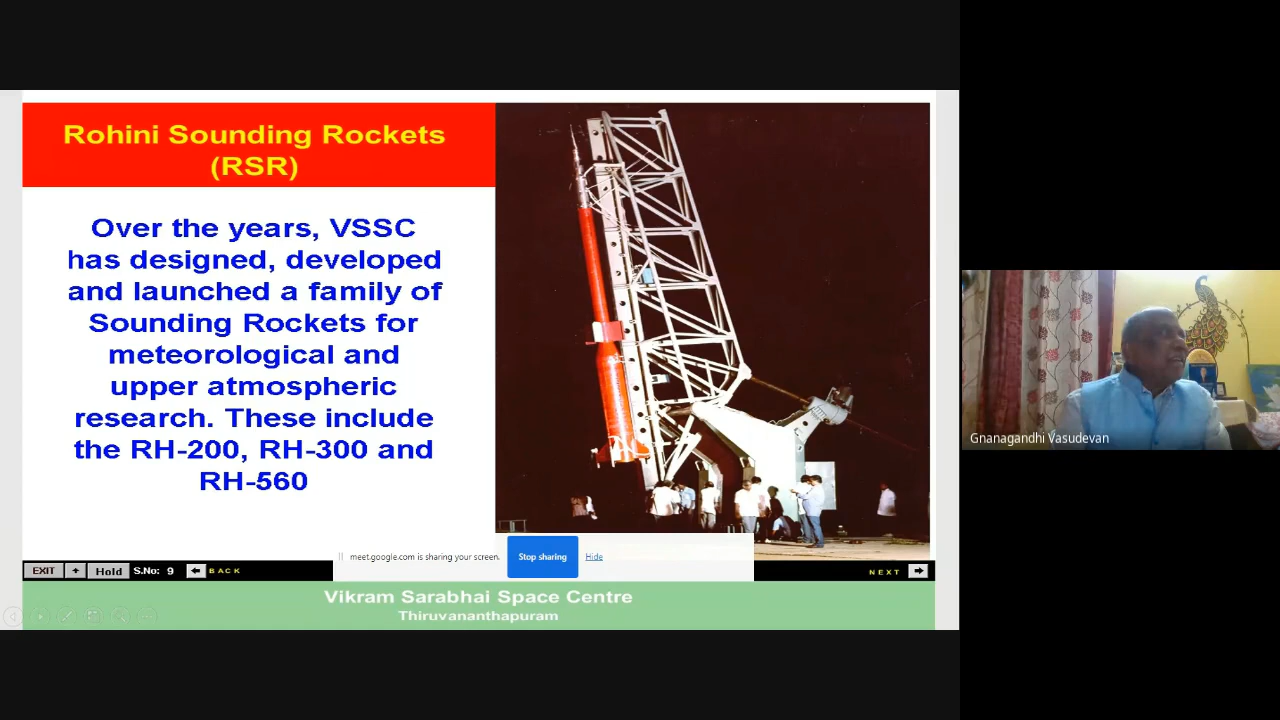 Rohini Sounding Rockets
(RSR)
Over the years, VSSC
has designed, developed
and launched a family of
Sounding Rockets for
meteorological and
upper atmospheric
research. These include
the RH-200, RH-300 and
RH-560
meet.google.com is sharing your screen.
Stop sharing
Hide
EXIT
Hold
S.No: 9
BACK
NEXT
Vikram Sarabhai Space Centre
Thiruvananthapuram
Gnanagandhi Vasudevan